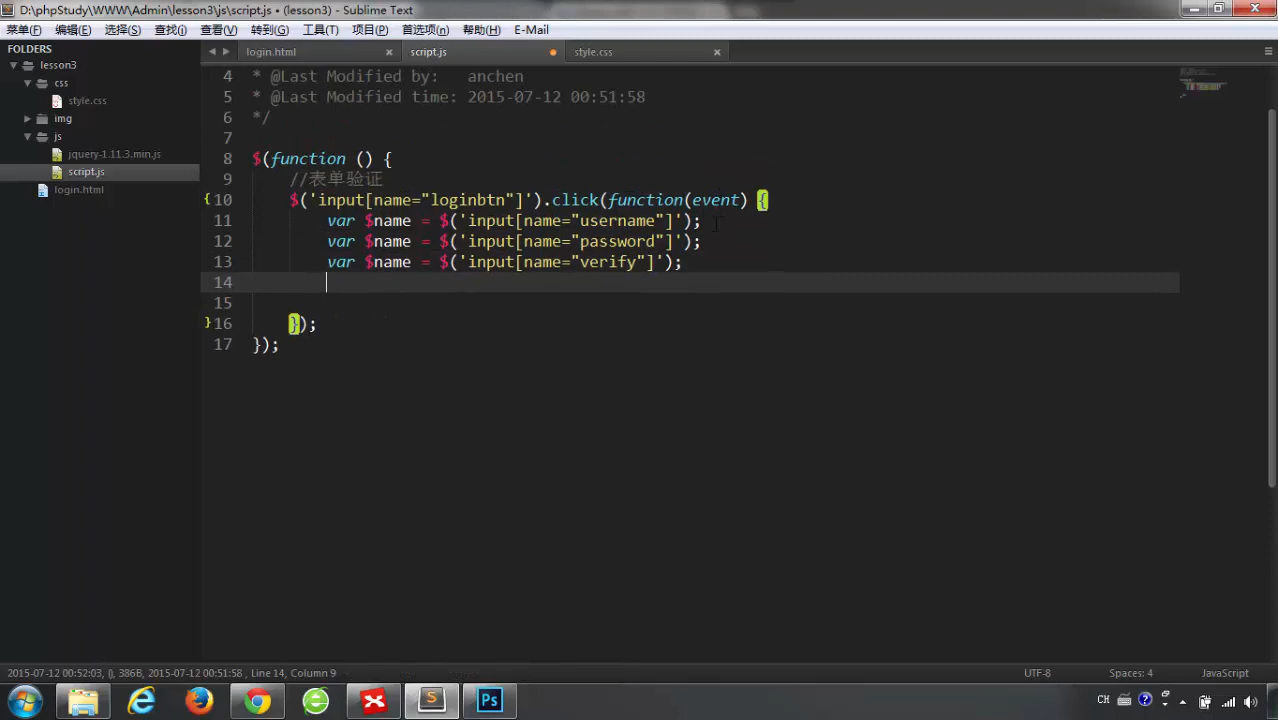 D:\phpStudy\WWW\Admin\lesson3\js\script.js • (lesson3) - Sublime Text
菜单(F) 编辑(E) 选择(S) 查找(I) 查看(V) 转到(G) 工具(T) 项目(P) 首选项(n) 帮助(H) E-Mail
FOLDERS
lesson3
css
style.css
img
js
jquery-1.11.3.min.js
script.js
login.html
login.html script.js style.css
4 * @Last Modified by: anchen
5 * @Last Modified time: 2015-07-12 00:51:58
6 */
7
8 $(function () {
9 //表单验证
10 $('input[name="loginbtn"]').click(function(event) {
11 var $name = $('input[name="username"]');
12 var $name = $('input[name="password"]');
13 var $name = $('input[name="verify"]');
14
15
16 });
17 });
2015-07-12 00:52:03, {}, 386B, 2015-07-12 00:51:58, Line 14, Column 9 UTF-8 Spaces: 4 JavaScript
S Ps CH